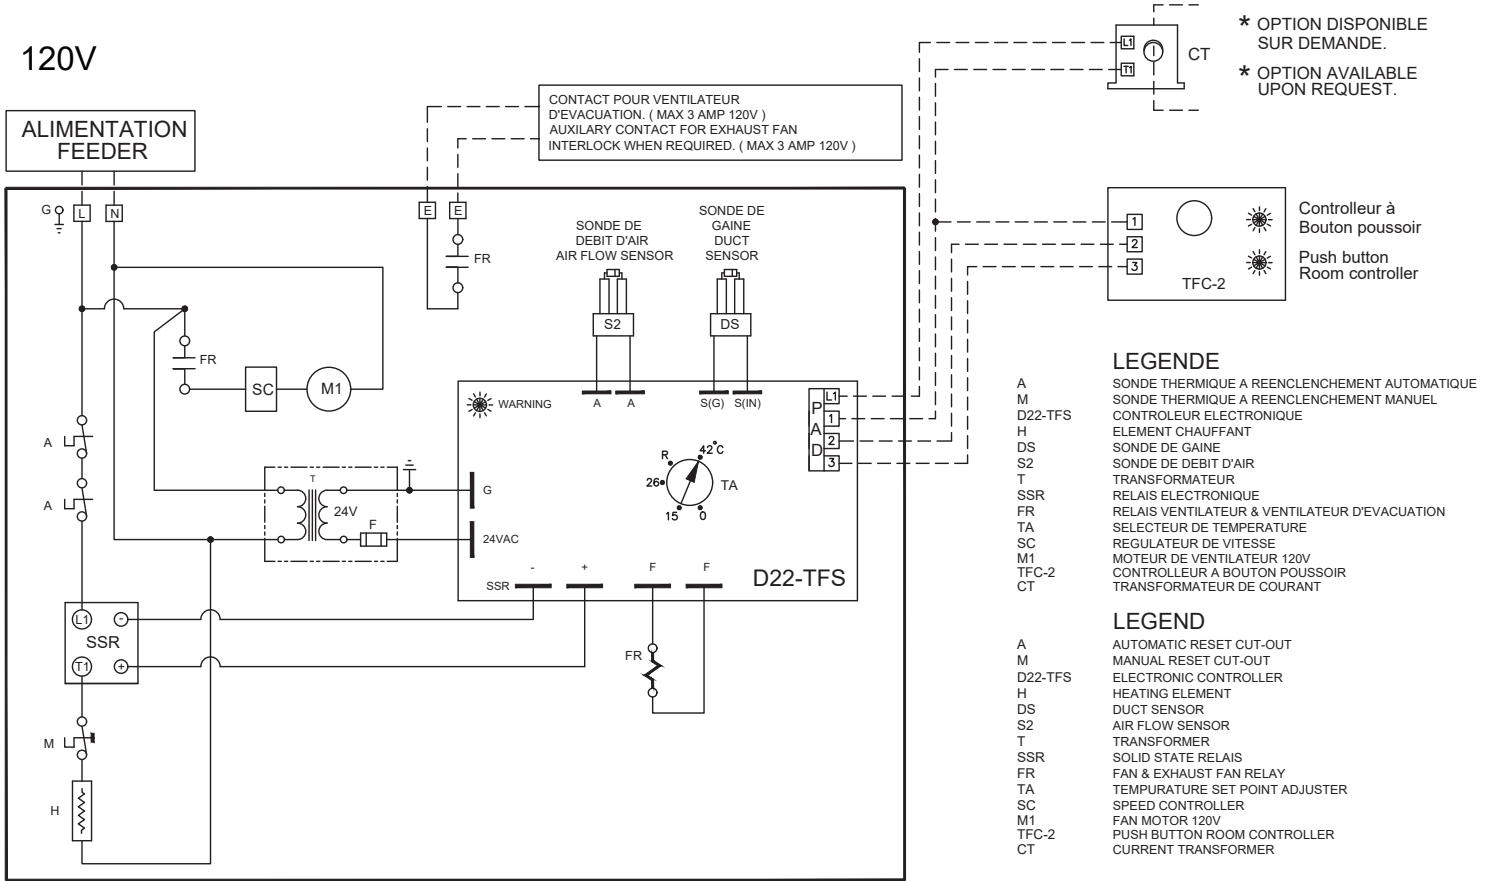 120V
ALIMENTATION
FEEDER
CONTACT POUR VENTILATEUR
D'EVACUATION. ( MAX 3 AMP 120V )
AUXILARY CONTACT FOR EXHAUST FAN
INTERLOCK WHEN REQUIRED. ( MAX 3 AMP 120V )
L1
T1
CT
* OPTION DISPONIBLE
SUR DEMANDE.
* OPTION AVAILABLE
UPON REQUEST.
G
L
N
E
E
FR
SONDE DE
DEBIT D'AIR
AIR FLOW SENSOR
S2
SONDE DE
GAINE
DUCT
SENSOR
DS
1
2
3
TFC-2
Controlleur à
Bouton poussoir
Push button
Room controller
FR
SC
M1
A
A
T
24V
F
WARNING
A
A
S(G)
S(IN)
PAD
L1
1
2
3
R
42°C
26
15
0
TA
G
24VAC
SSR
-
+
F
F
D22-TFS
L1
-
SSR
T1
+
FR
M
H
LEGENDE
A SONDE THERMIQUE A REENCLENCHEMENT AUTOMATIQUE
M SONDE THERMIQUE A REENCLENCHEMENT MANUEL
D22-TFS CONTROLEUR ELECTRONIQUE
H ELEMENT CHAUFFANT
DS SONDE DE GAINE
S2 SONDE DE DEBIT D'AIR
T TRANSFORMATEUR
SSR RELAIS ELECTRONIQUE
FR RELAIS VENTILATEUR & VENTILATEUR D'EVACUATION
TA SELECTEUR DE TEMPERATURE
SC REGULATEUR DE VITESSE
M1 MOTEUR DE VENTILATEUR 120V
TFC-2 CONTROLLEUR A BOUTON POUSSOIR
CT TRANSFORMATEUR DE COURANT
LEGEND
A AUTOMATIC RESET CUT-OUT
M MANUAL RESET CUT-OUT
D22-TFS ELECTRONIC CONTROLLER
H HEATING ELEMENT
DS DUCT SENSOR
S2 AIR FLOW SENSOR
T TRANSFORMER
SSR SOLID STATE RELAIS
FR FAN & EXHAUST FAN RELAY
TA TEMPURATURE SET POINT ADJUSTER
SC SPEED CONTROLLER
M1 FAN MOTOR 120V
TFC-2 PUSH BUTTON ROOM CONTROLLER
CT CURRENT TRANSFORMER